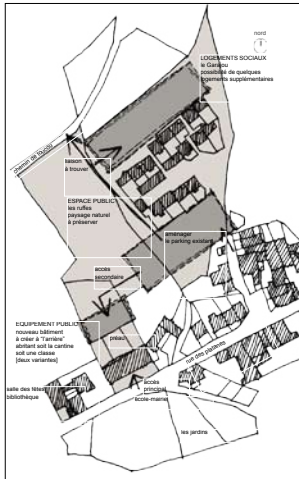 nord
LOGEMENTS SOCIAUX
le Garajou
possibilité de quelques
logements supplémentaires
chemin de toucou
liaison
à trouver
ESPACE PUBLIC
les ruffes
paysage naturel
à préserver
aménager
le parking existant
accès
secondaire
EQUIPEMENT PUBLIC
nouveau bâtiment
à créer à "l'arrière"
abritant soit la cantine
soit une classe
[deux variantes]
préau
rue des platanes
salle des fêtes
bibliothèque
accès
principal
école-mairie
les jardins